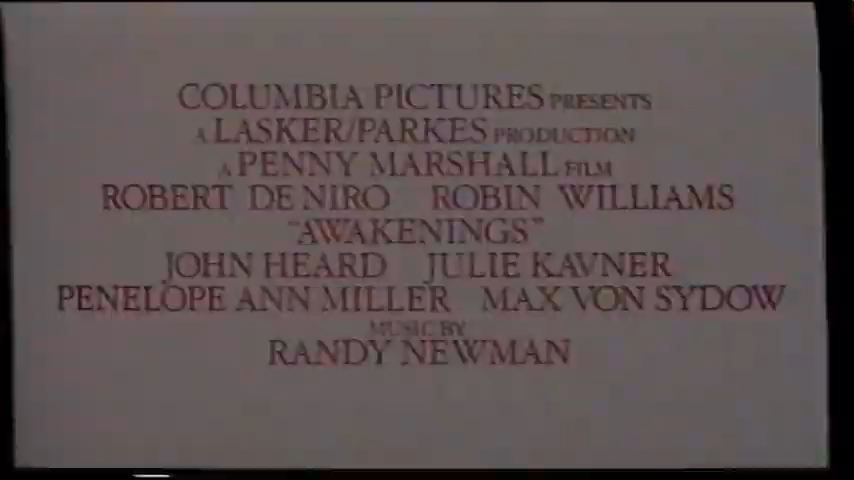 COLUMBIA PICTURES PRESENTS
A LASKER/PARKES PRODUCTION
A PENNY MARSHALL FILM
ROBERT DE NIRO ROBIN WILLIAMS
"AWAKENINGS"
JOHN HEARD JULIE KAVNER
PENELOPE ANN MILLER MAX VON SYDOW
MUSIC BY
RANDY NEWMAN